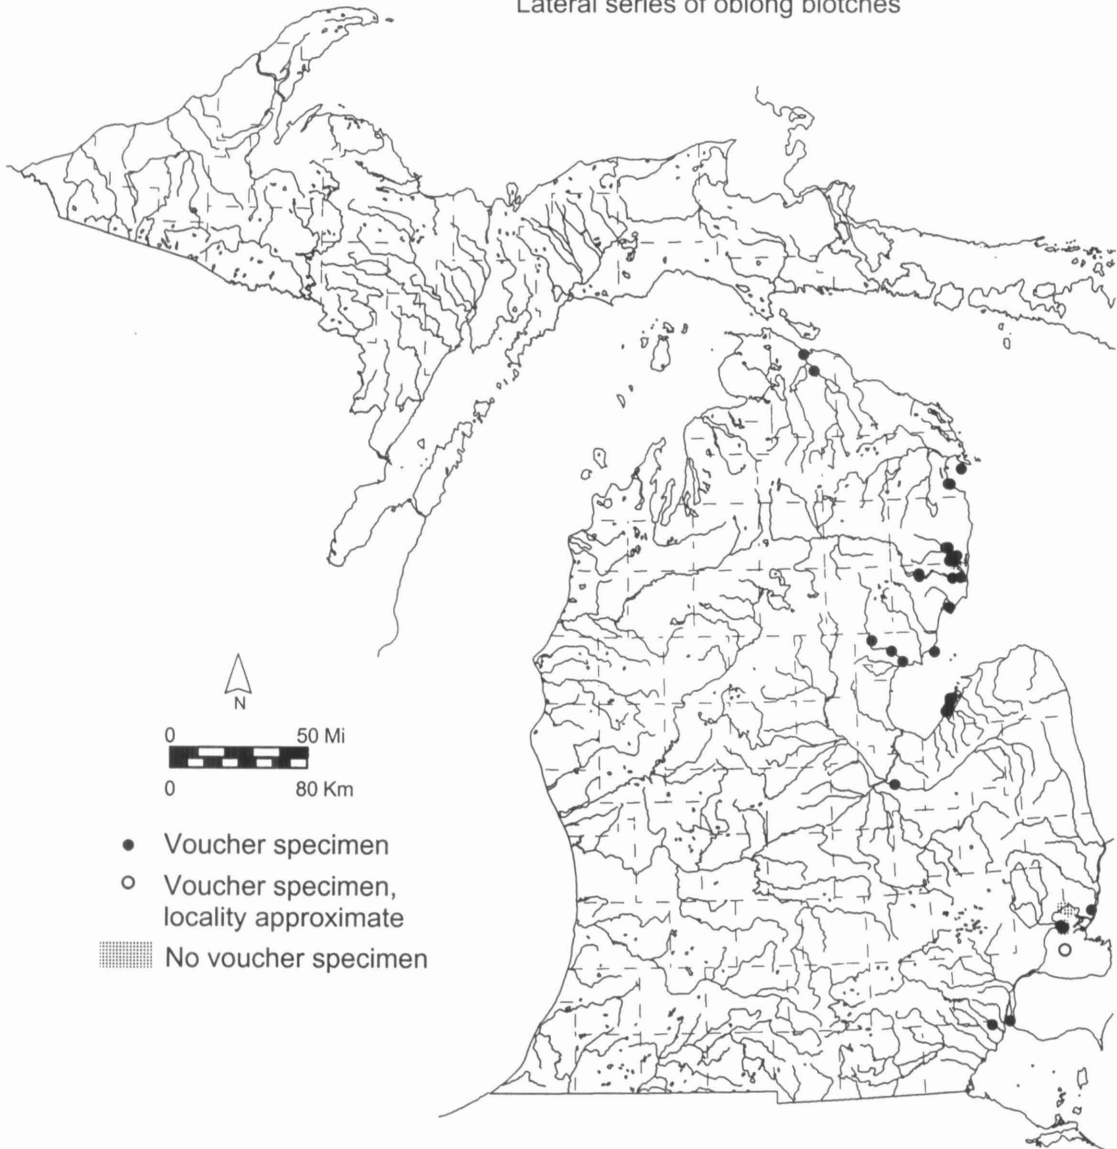 Lateral series of oblong blotches
N
0 50 Mi
0 80 Km
Voucher specimen
Voucher specimen,
locality approximate
No voucher specimen